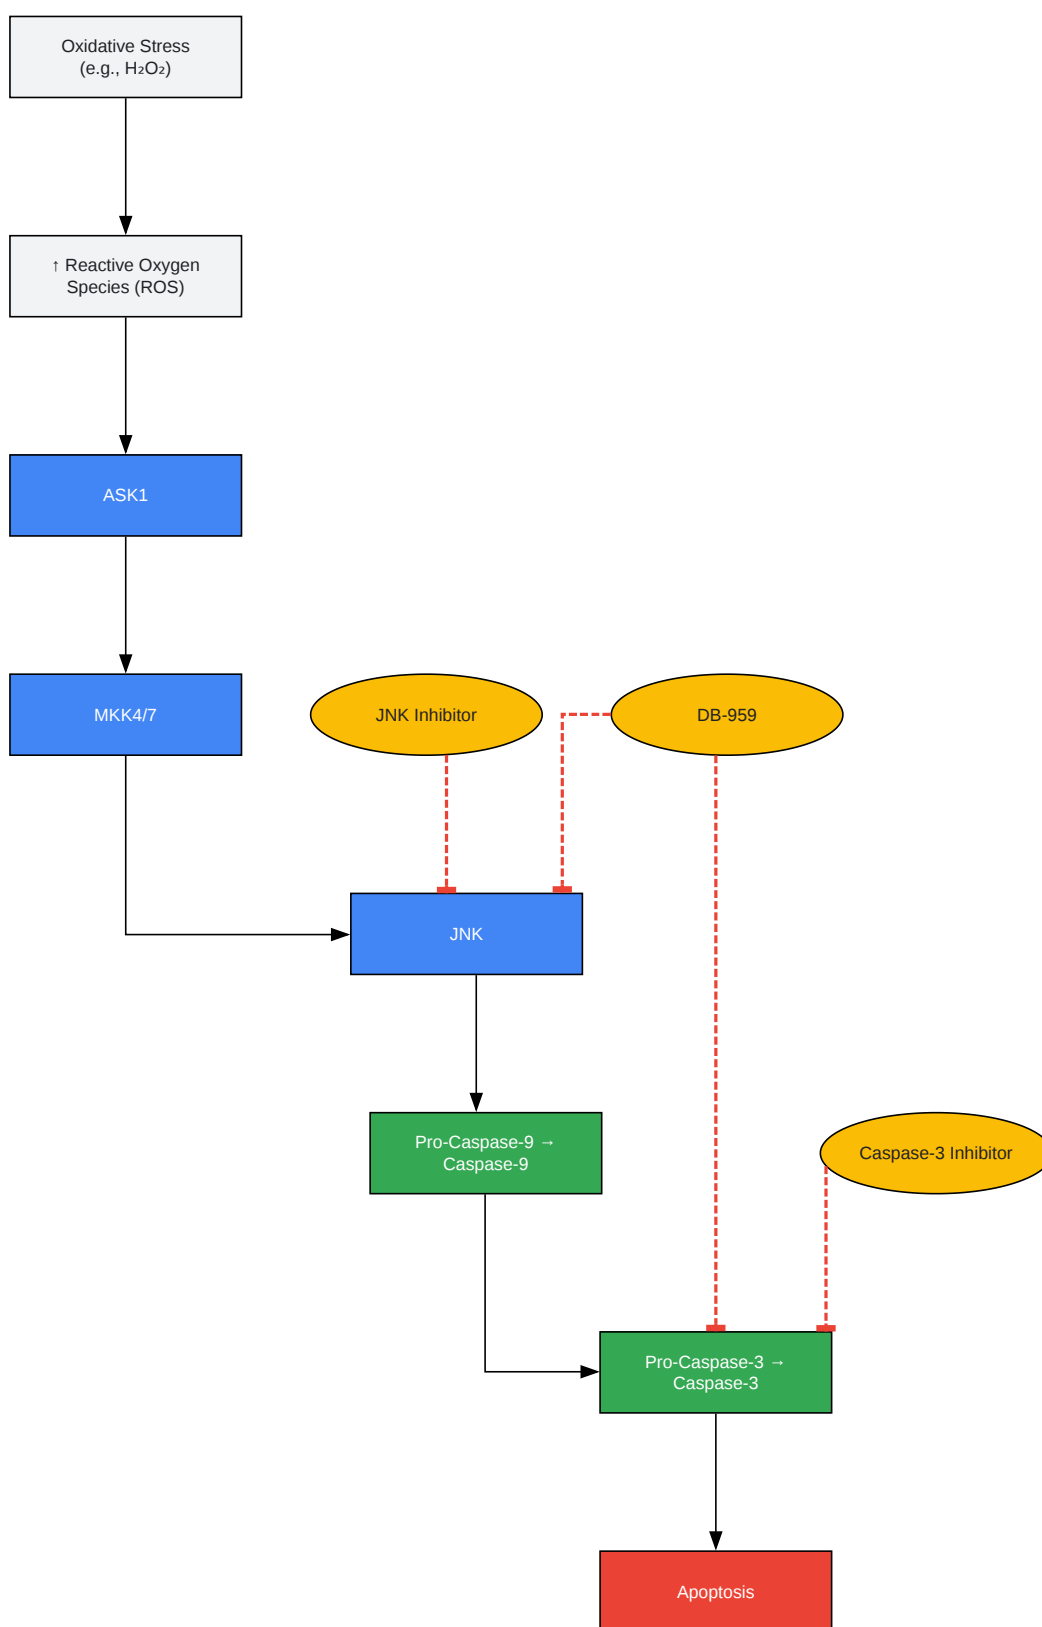 Oxidative Stress
(e.g., H₂O₂)
↑ Reactive Oxygen
Species (ROS)
ASK1
MKK4/7
JNK Inhibitor
DB-959
JNK
Pro-Caspase-9 →
Caspase-9
Caspase-3 Inhibitor
Pro-Caspase-3 →
Caspase-3
Apoptosis